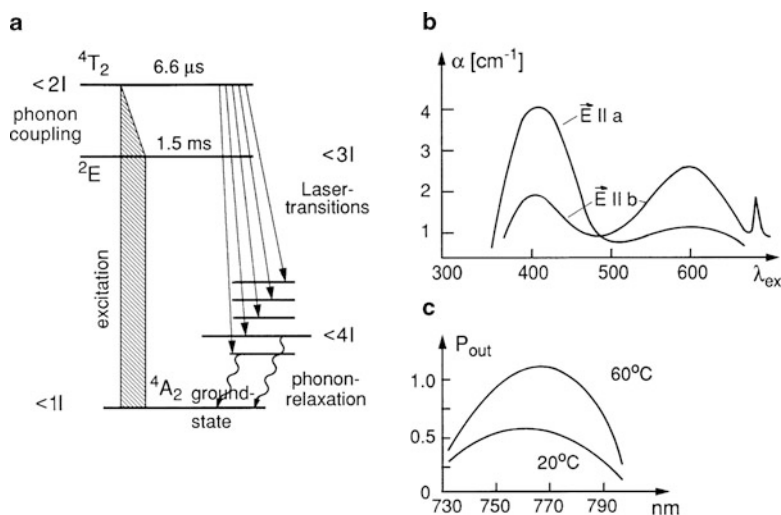 a
⁴T₂
6.6 μs
<2I
phonon
coupling
1.5 ms
²E
<3I
Laser-
transitions
excitation
<4I
⁴A₂ ground-
state
phonon-
relaxation
<1I
b
α [cm⁻¹]
4
3
2
1
E⃗ II a
E⃗ II b
300 400 500 600 λex
c
Pout
1.0
0.5
0
60°C
20°C
730 750 770 790 nm